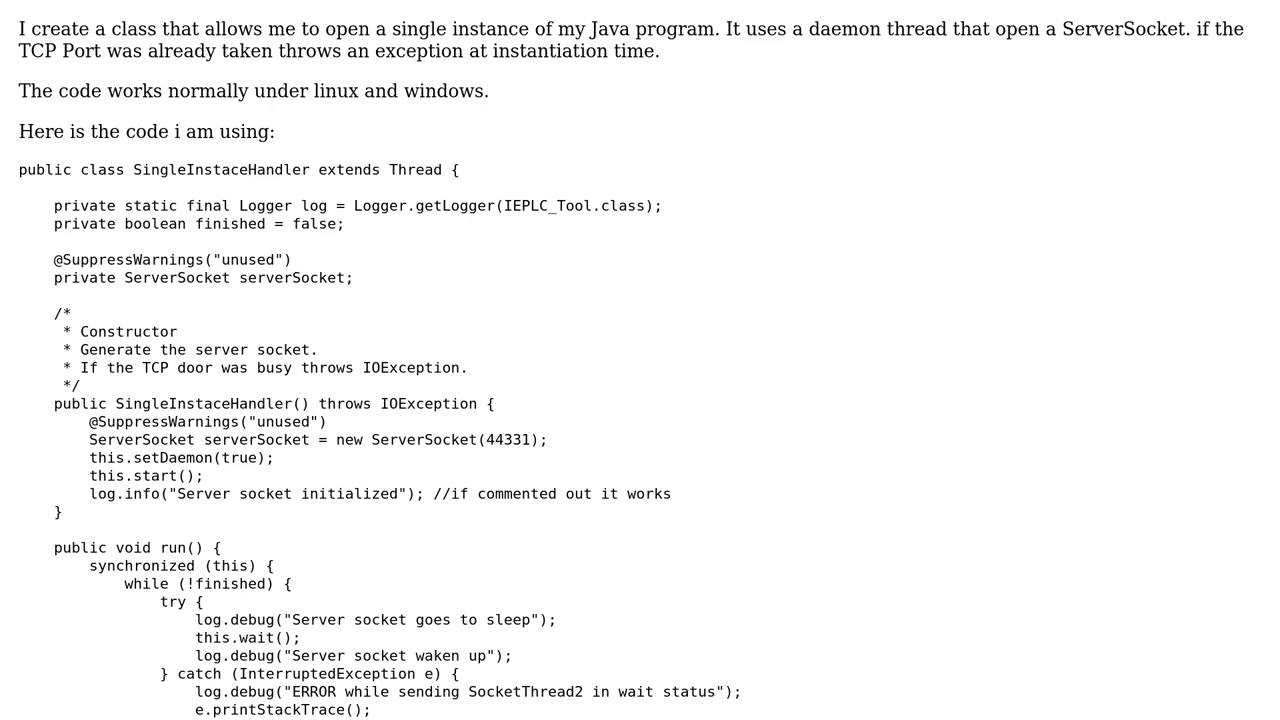 I create a class that allows me to open a single instance of my Java program. It uses a daemon thread that open a ServerSocket. if the
TCP Port was already taken throws an exception at instantiation time.
The code works normally under linux and windows.
Here is the code i am using:
public class SingleInstaceHandler extends Thread {
    private static final Logger log = Logger.getLogger(IEPLC_Tool.class);
    private boolean finished = false;
    @SuppressWarnings("unused")
    private ServerSocket serverSocket;
    /*
     * Constructor
     * Generate the server socket.
     * If the TCP door was busy throws IOException.
     */
    public SingleInstaceHandler() throws IOException {
        @SuppressWarnings("unused")
        ServerSocket serverSocket = new ServerSocket(44331);
        this.setDaemon(true);
        this.start();
        log.info("Server socket initialized"); //if commented out it works
    }
    public void run() {
        synchronized (this) {
            while (!finished) {
                try {
                    log.debug("Server socket goes to sleep");
                    this.wait();
                    log.debug("Server socket waken up");
                } catch (InterruptedException e) {
                    log.debug("ERROR while sending SocketThread2 in wait status");
                    e.printStackTrace();